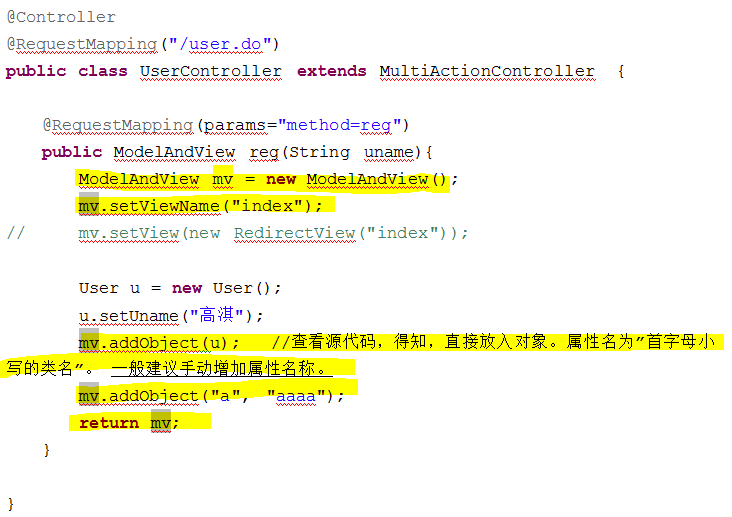 @Controller
@RequestMapping("/user.do")
public class UserController extends MultiActionController {
@RequestMapping(params="method=reg")
public ModelAndView reg(String uname){
ModelAndView mv = new ModelAndView();
mv.setViewName("index");
// mv.setView(new RedirectView("index"));
User u = new User();
u.setUname("高淇");
mv.addObject(u); //查看源代码，得知，直接放入对象。属性名为"首字母小
写的类名"。 一般建议手动增加属性名称。
mv.addObject("a", "aaaa");
return mv;
}
}